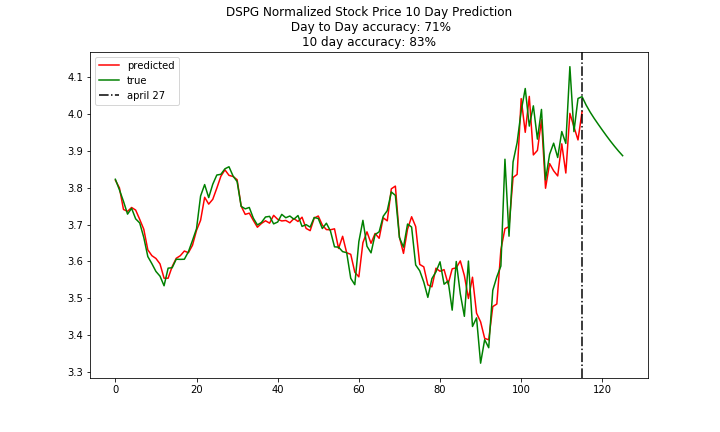 DSPG Normalized Stock Price 10 Day Prediction
Day to Day accuracy: 71%
10 day accuracy: 83%
predicted
true
april 27
4.1
4.0
3.9
3.8
3.7
3.6
3.5
3.4
3.3
0 20 40 60 80 100 120